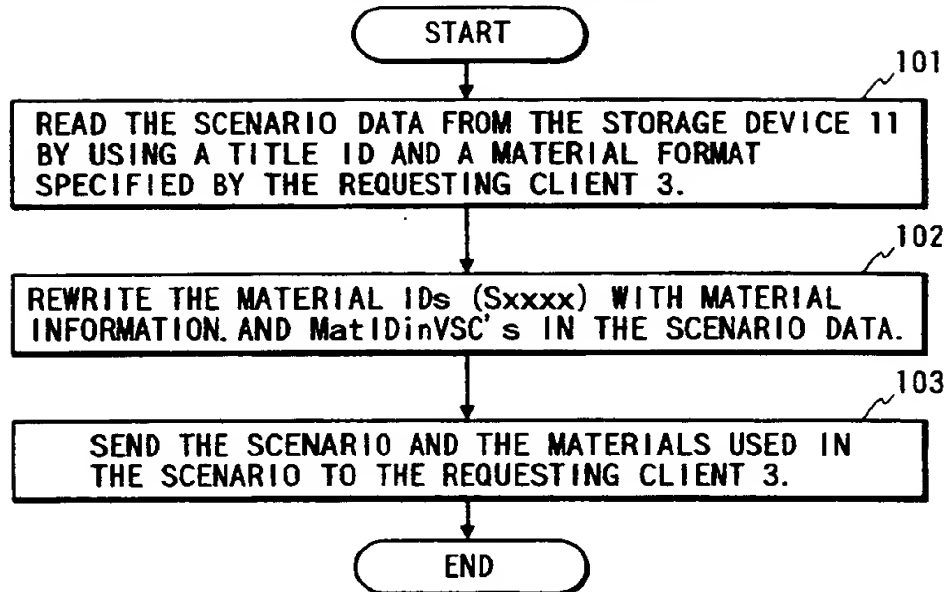 START
101
READ THE SCENARIO DATA FROM THE STORAGE DEVICE 11
BY USING A TITLE ID AND A MATERIAL FORMAT
SPECIFIED BY THE REQUESTING CLIENT 3.
102
REWRITE THE MATERIAL IDs (Sxxxx) WITH MATERIAL
INFORMATION. AND MatIDinVSC's IN THE SCENARIO DATA.
103
SEND THE SCENARIO AND THE MATERIALS USED IN
THE SCENARIO TO THE REQUESTING CLIENT 3.
END